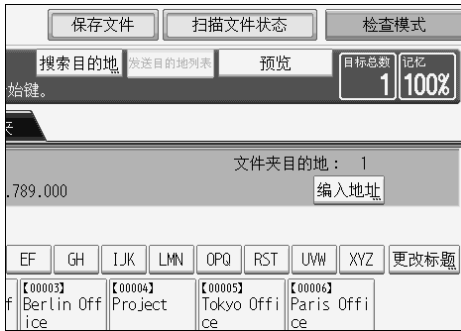 保存文件 扫描文件状态 检查模式
搜索目的地 发送目的地列表 预览 目标总数 记忆
始键。 1 100%
文件夹目的地： 1
.789.000 编入地址
EF GH IJK LMN OPQ RST UVW XYZ 更改标题
【00003】 【00004】 【00005】 【00006】
f Berlin Off Project Tokyo Offi Paris Offi
ice ce ce